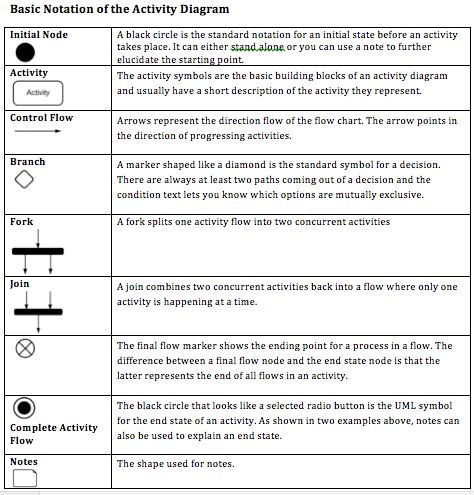 Basic Notation of the Activity Diagram
Initial Node
A black circle is the standard notation for an initial state before an activity
takes place. It can either stand alone or you can use a note to further
elucidate the starting point.
Activity
Activity
The activity symbols are the basic building blocks of an activity diagram
and usually have a short description of the activity they represent.
Control Flow
Arrows represent the direction flow of the flow chart. The arrow points in
the direction of progressing activities.
Branch
A marker shaped like a diamond is the standard symbol for a decision.
There are always at least two paths coming out of a decision and the
condition text lets you know which options are mutually exclusive.
Fork
A fork splits one activity flow into two concurrent activities
Join
A join combines two concurrent activities back into a flow where only one
activity is happening at a time.
The final flow marker shows the ending point for a process in a flow. The
difference between a final flow node and the end state node is that the
latter represents the end of all flows in an activity.
Complete Activity
Flow
The black circle that looks like a selected radio button is the UML symbol
for the end state of an activity. As shown in two examples above, notes can
also be used to explain an end state.
Notes
The shape used for notes.